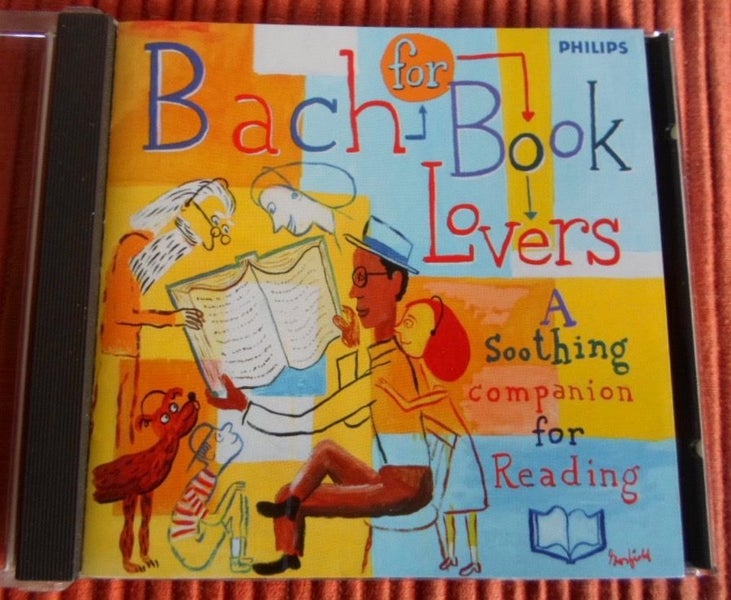 PHILIPS
Bach for Book
Lovers
A
Soothing
companion
for
Reading